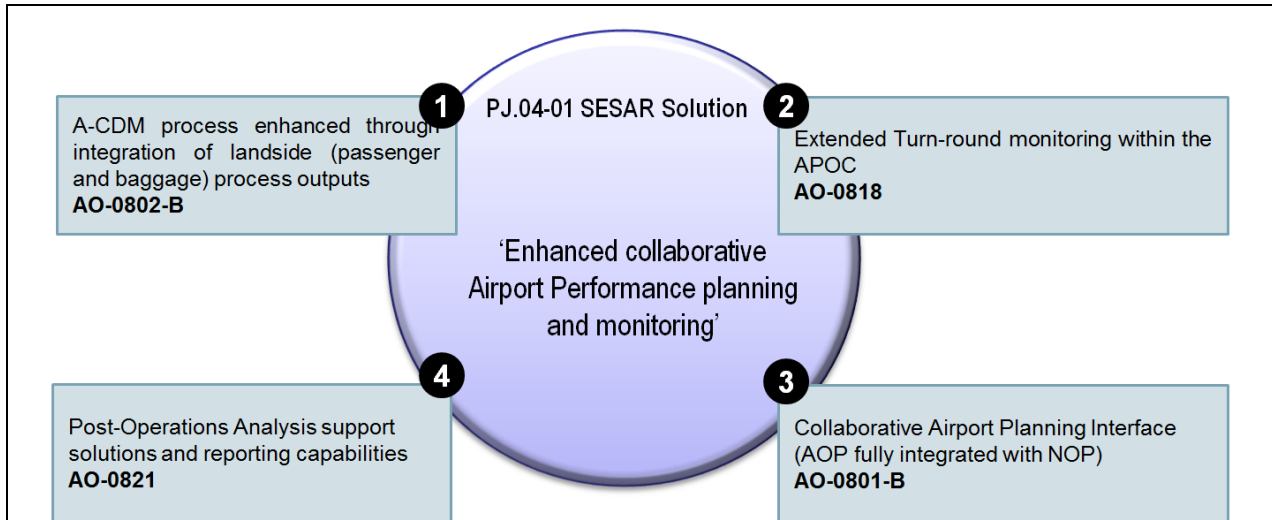 PJ.04-01 SESAR Solution
1
A-CDM process enhanced through
integration of landside (passenger
and baggage) process outputs
AO-0802-B
2
Extended Turn-round monitoring within the
APOC
AO-0818
‘Enhanced collaborative
Airport Performance planning
and monitoring’
4
Post-Operations Analysis support
solutions and reporting capabilities
AO-0821
3
Collaborative Airport Planning Interface
(AOP fully integrated with NOP)
AO-0801-B